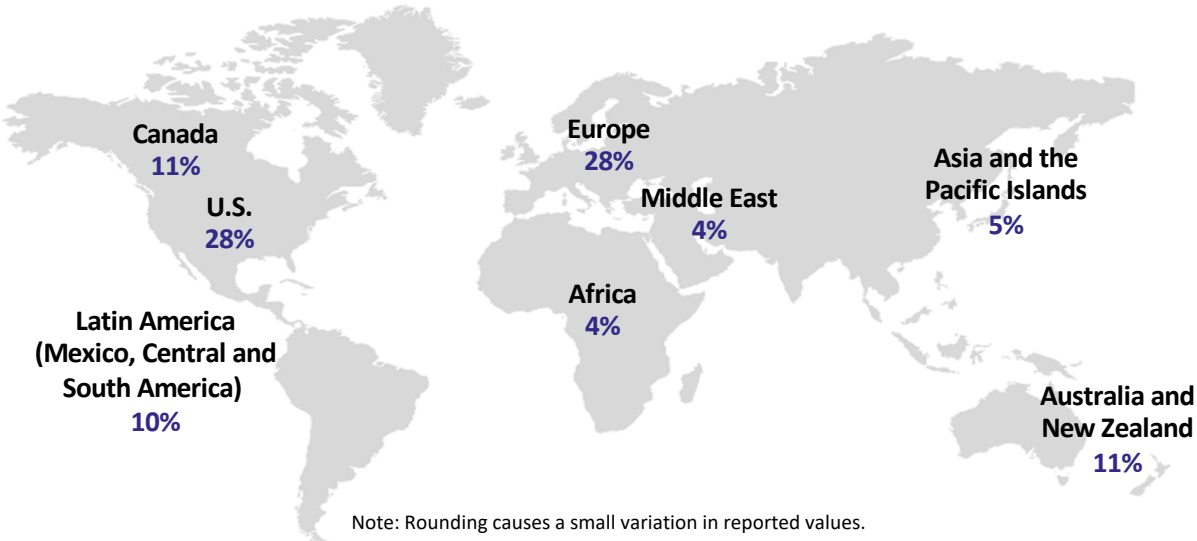 Canada
11%
U.S.
28%
Latin America
(Mexico, Central and
South America)
10%
Europe
28%
Middle East
4%
Africa
4%
Asia and the
Pacific Islands
5%
Australia and
New Zealand
11%
Note: Rounding causes a small variation in reported values.